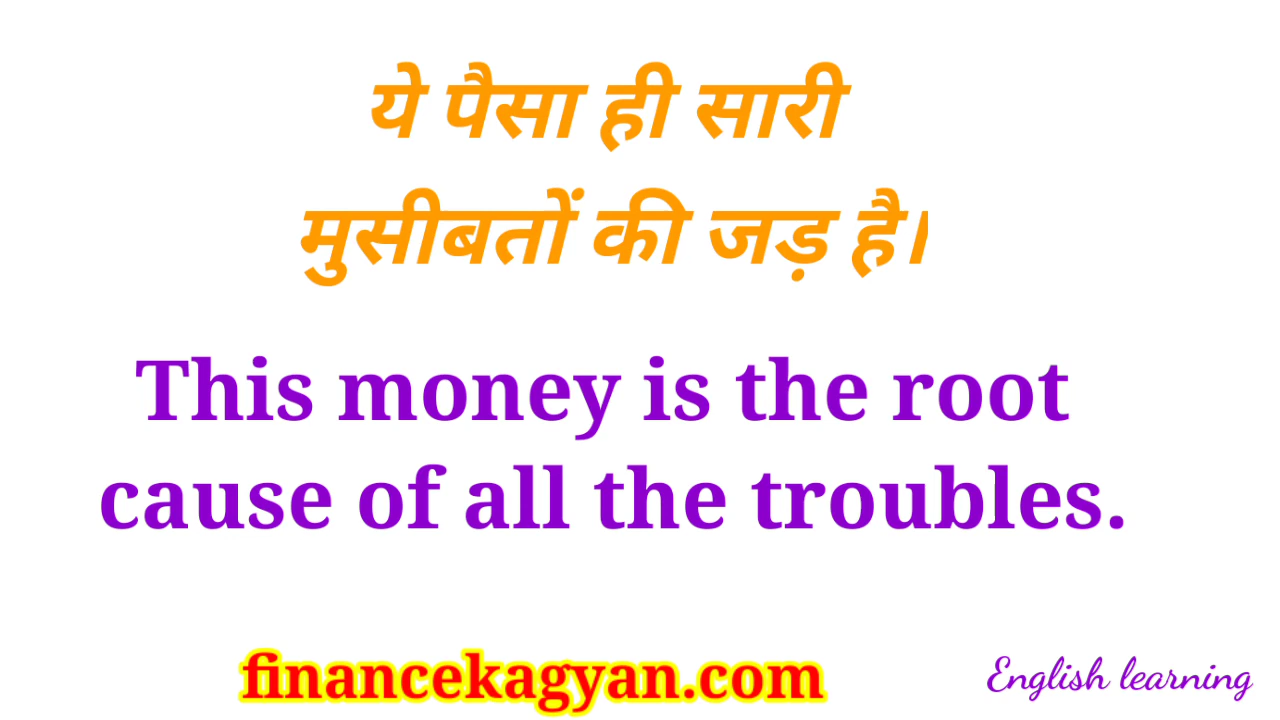 ये पैसा ही सारी
मुसीबतों की जड़ है।
This money is the root
cause of all the troubles.
financekagyan.com
English learning